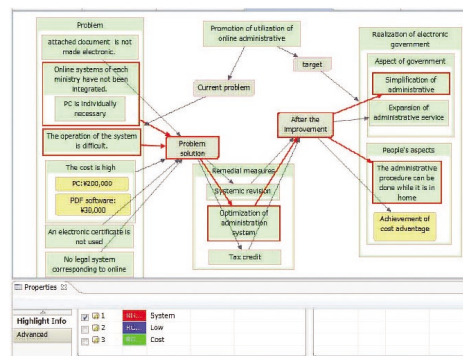 Problem
attached document is not
made electronic.
Online systems of each
ministry have not been
integrated.
PC is individually
necessary
The operation of the system
is difficult.
The cost is high
PC:¥200,000
PDF software:
¥30,000
An electronic certificate is
not used
No legal system
corresponding to online
Promotion of utilization of
online administrative
target
Current problem
Problem
solution
After the
improvement
Remedial measures
Systemic revision
Optimization of
administration
system
Tax credit
Realization of electronic
government
Aspect of government
Simplification of
administrative
Expansion of
administrative service
People's aspects
The administrative
procedure can be
done while it is in
home
Achievement of
cost advantage
Properties
Highlight Info
Advanced
1 System
2 Low
3 Cost